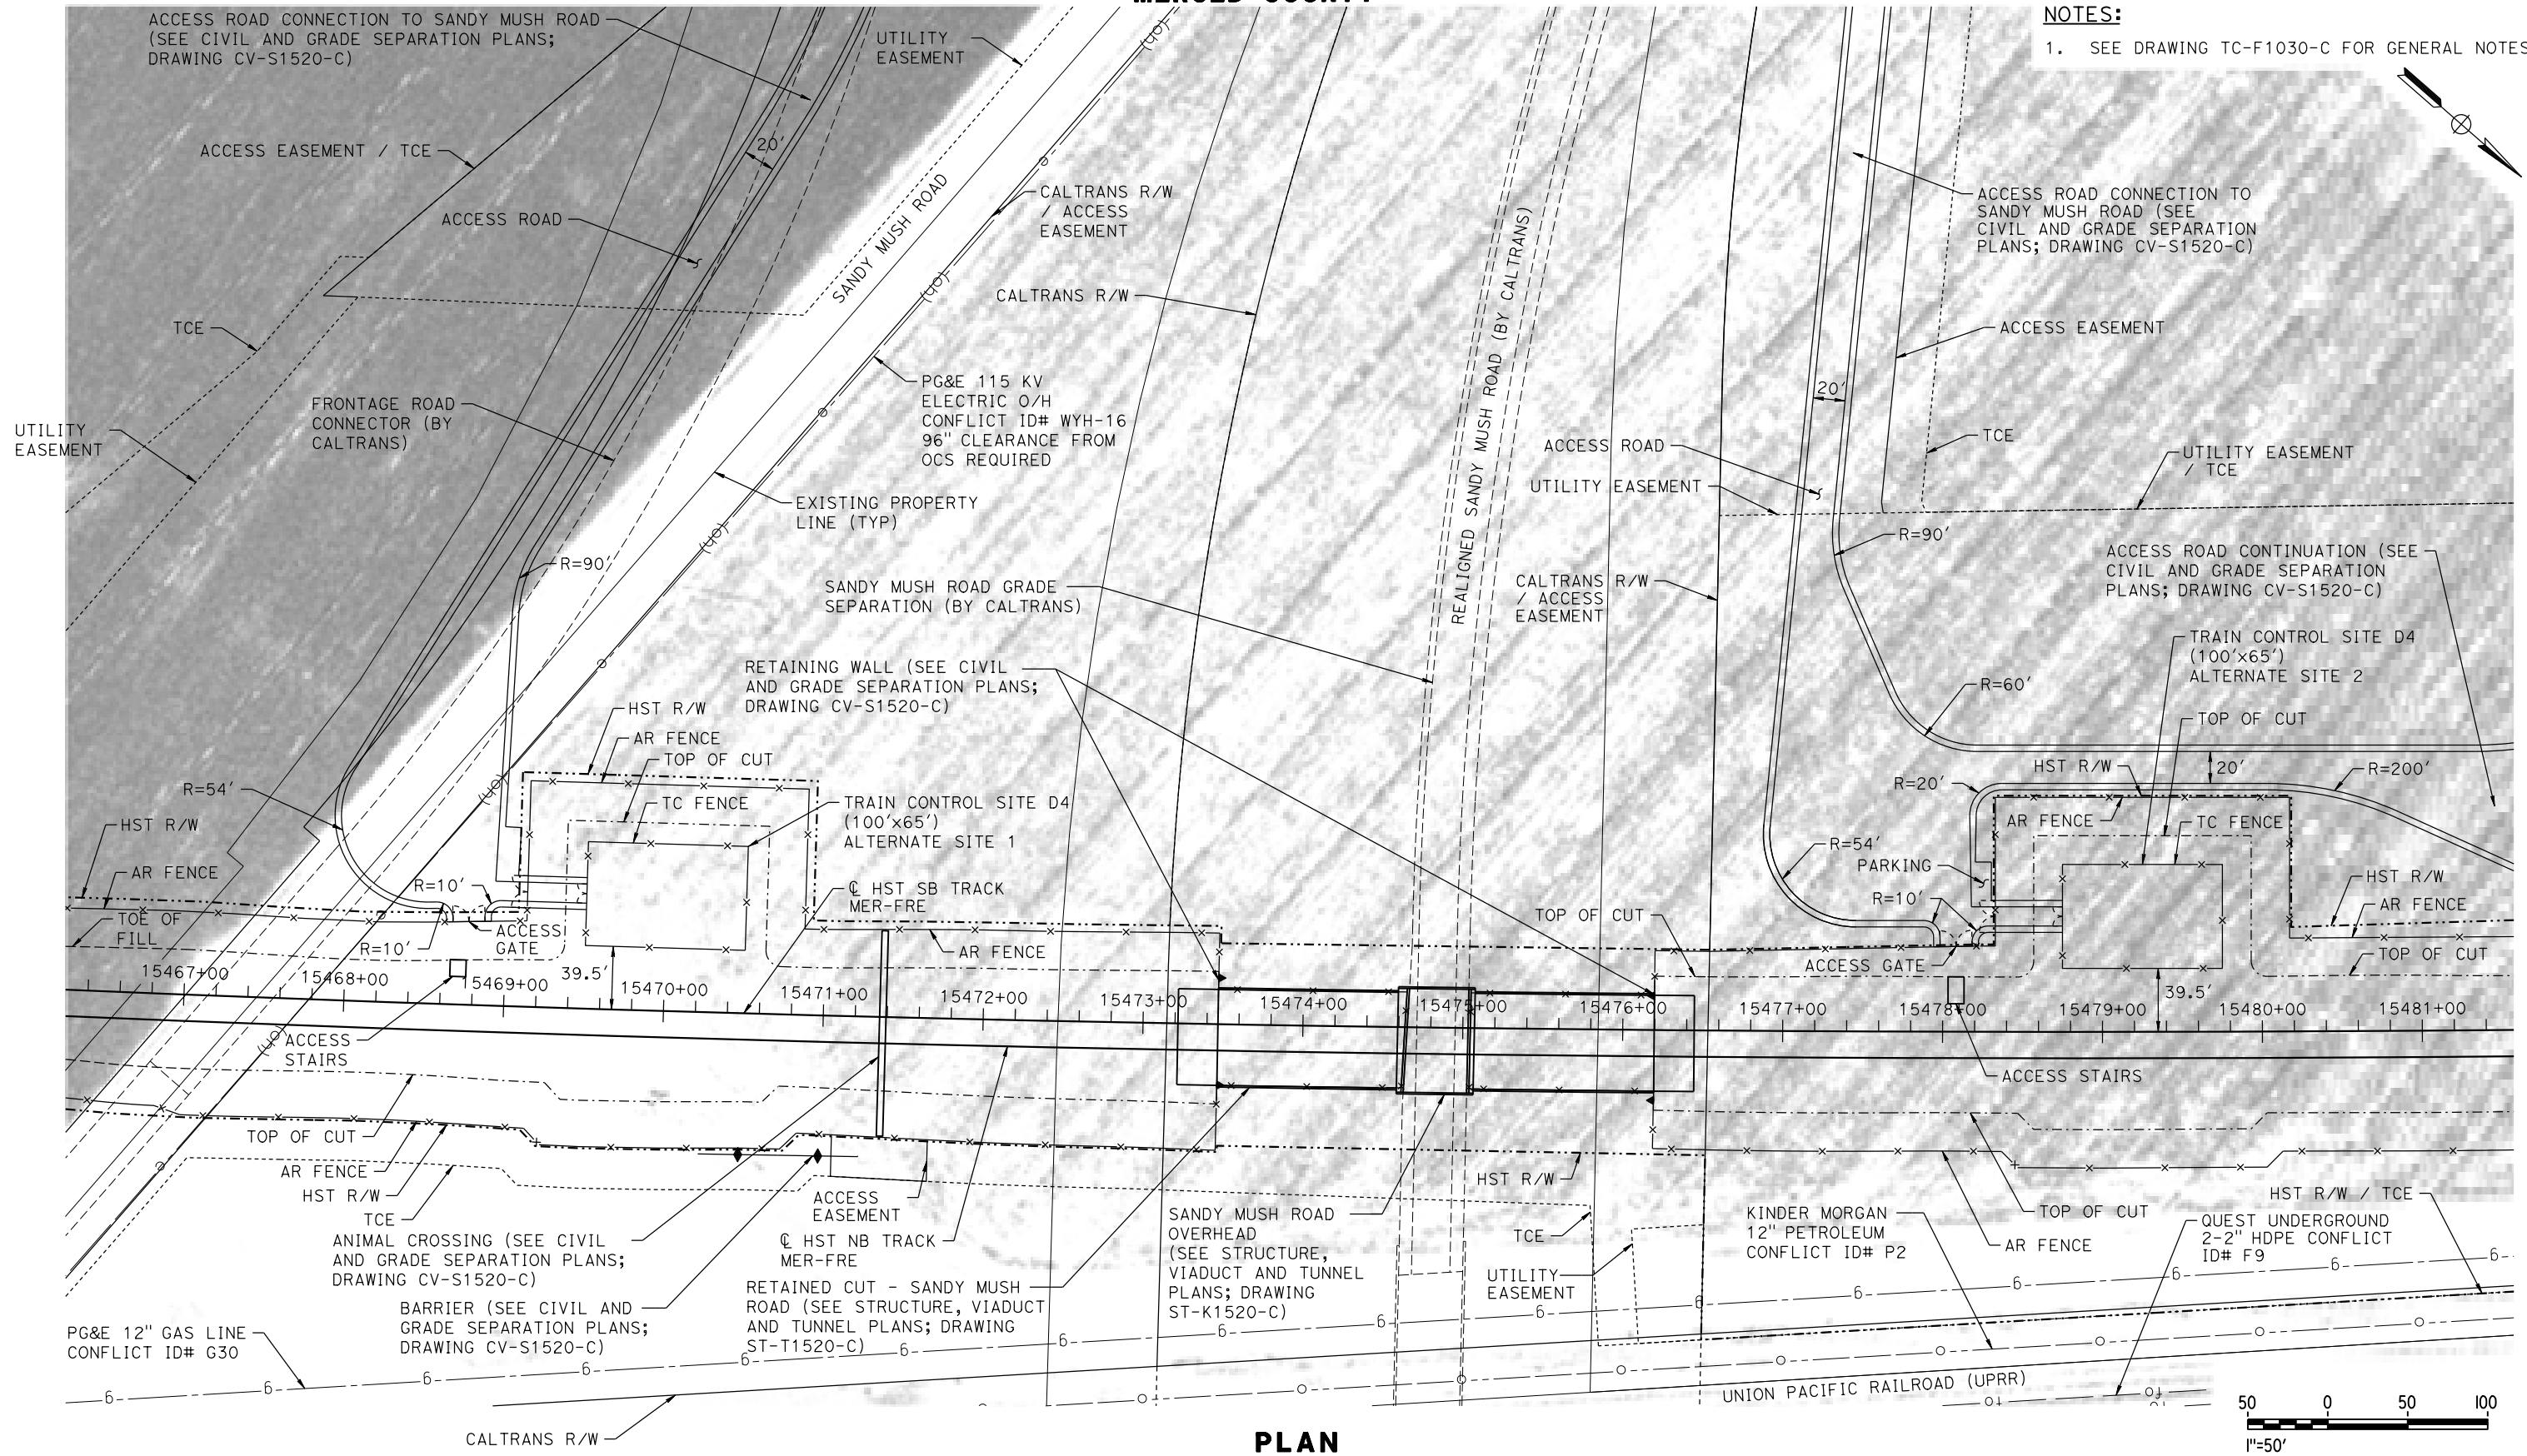 MERCED COUNTY
ACCESS ROAD CONNECTION TO SANDY MUSH ROAD
(SEE CIVIL AND GRADE SEPARATION PLANS;
DRAWING CV-S1520-C)
UTILITY
EASEMENT
NOTES:
1. SEE DRAWING TC-F1030-C FOR GENERAL NOTES
ACCESS EASEMENT / TCE
20'
ACCESS ROAD
SANDY MUSH ROAD
(oh)
CALTRANS R/W
/ ACCESS
EASEMENT
(oh)
CALTRANS R/W
REALIGNED SANDY MUSH ROAD (BY CALTRANS)
ACCESS ROAD CONNECTION TO
SANDY MUSH ROAD (SEE
CIVIL AND GRADE SEPARATION
PLANS; DRAWING CV-S1520-C)
TCE
ACCESS EASEMENT
PG&E 115 KV
ELECTRIC O/H
CONFLICT ID# WYH-16
96" CLEARANCE FROM
OCS REQUIRED
20'
FRONTAGE ROAD
CONNECTOR (BY
CALTRANS)
UTILITY
EASEMENT
ACCESS ROAD
TCE
UTILITY EASEMENT
/ TCE
UTILITY EASEMENT
EXISTING PROPERTY
LINE (TYP)
(oh)
R=90'
R=90'
ACCESS ROAD CONTINUATION (SEE
CIVIL AND GRADE SEPARATION
PLANS; DRAWING CV-S1520-C)
SANDY MUSH ROAD GRADE
SEPARATION (BY CALTRANS)
CALTRANS R/W
/ ACCESS
EASEMENT
TRAIN CONTROL SITE D4
(100'x65')
ALTERNATE SITE 2
RETAINING WALL (SEE CIVIL
AND GRADE SEPARATION PLANS;
DRAWING CV-S1520-C)
R=60'
HST R/W
TOP OF CUT
AR FENCE
TOP OF CUT
HST R/W
20'
R=200'
R=54'
(oh)
TC FENCE
TRAIN CONTROL SITE D4
(100'x65')
ALTERNATE SITE 1
R=20'
AR FENCE
TC FENCE
HST R/W
R=54'
PARKING
AR FENCE
R=10'
℄ HST SB TRACK
MER-FRE
R=10'
HST R/W
AR FENCE
TOE OF
FILL
R=10'
ACCESS
GATE
AR FENCE
TOP OF CUT
ACCESS GATE
TOP OF CUT
39.5'
39.5'
15467+00
15468+00
15469+00
15470+00
15471+00
15472+00
15473+00
15474+00
15475+00
15476+00
15477+00
15478+00
15479+00
15480+00
15481+00
(oh)
ACCESS
STAIRS
ACCESS STAIRS
TOP OF CUT
AR FENCE
HST R/W
TCE
ACCESS
EASEMENT
HST R/W
ANIMAL CROSSING (SEE CIVIL
AND GRADE SEPARATION PLANS;
DRAWING CV-S1520-C)
℄ HST NB TRACK
MER-FRE
SANDY MUSH ROAD
OVERHEAD
(SEE STRUCTURE,
VIADUCT AND TUNNEL
PLANS; DRAWING
ST-K1520-C)
TCE
UTILITY
EASEMENT
KINDER MORGAN
12" PETROLEUM
CONFLICT ID# P2
TOP OF CUT
AR FENCE
HST R/W / TCE
QUEST UNDERGROUND
2-2" HDPE CONFLICT
ID# F9
BARRIER (SEE CIVIL AND
GRADE SEPARATION PLANS;
DRAWING CV-S1520-C)
RETAINED CUT - SANDY MUSH
ROAD (SEE STRUCTURE, VIADUCT
AND TUNNEL PLANS; DRAWING
ST-T1520-C)
PG&E 12" GAS LINE
CONFLICT ID# G30
UNION PACIFIC RAILROAD (UPRR)
CALTRANS R/W
PLAN
50 0 50 100
1"=50'